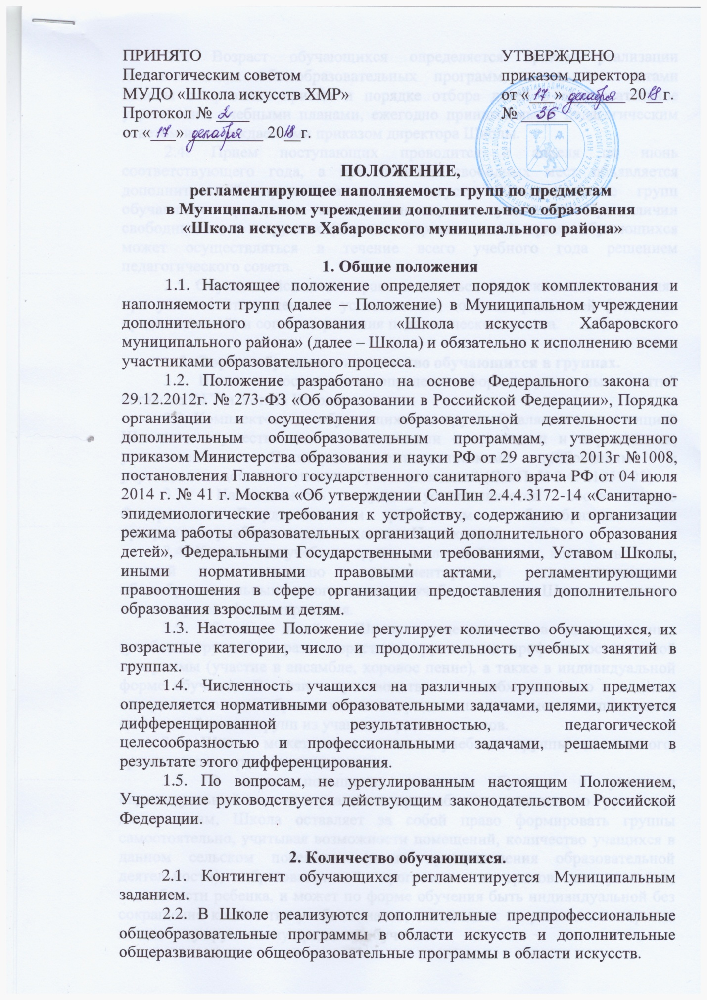 ПРИНЯТО
Педагогическим советом
МУДО «Школа искусств ХМР»
Протокол № 2
от « 17 » декабря 2018 г.
УТВЕРЖДЕНО
приказом директора
от « 17 » декабря 2018 г.
№ 36
ПОЛОЖЕНИЕ,
регламентирующее наполняемость групп по предметам
в Муниципальном учреждении дополнительного образования
«Школа искусств Хабаровского муниципального района»
1. Общие положения
1.1. Настоящее положение определяет порядок комплектования и
наполняемости групп (далее – Положение) в Муниципальном учреждении
дополнительного образования «Школа искусств Хабаровского
муниципального района» (далее – Школа) и обязательно к исполнению всеми
участниками образовательного процесса.
1.2. Положение разработано на основе Федерального закона от
29.12.2012г. № 273-ФЗ «Об образовании в Российской Федерации», Порядка
организации и осуществления образовательной деятельности по
дополнительным общеобразовательным программам, утвержденного
приказом Министерства образования и науки РФ от 29 августа 2013г №1008,
постановления Главного государственного санитарного врача РФ от 04 июля
2014 г. № 41 г. Москва «Об утверждении СанПин 2.4.4.3172-14 «Санитарно-
эпидемиологические требования к устройству, содержанию и организации
режима работы образовательных организаций дополнительного образования
детей», Федеральными Государственными требованиями, Уставом Школы,
иными нормативными правовыми актами, регламентирующими
правоотношения в сфере организации предоставления дополнительного
образования взрослым и детям.
1.3. Настоящее Положение регулирует количество обучающихся, их
возрастные категории, число и продолжительность учебных занятий в
группах.
1.4. Численность учащихся на различных групповых предметах
определяется нормативными образовательными задачами, целями, диктуется
дифференцированной результативностью, педагогической
целесообразностью и профессиональными задачами, решаемыми в
результате этого дифференцирования.
1.5. По вопросам, не урегулированным настоящим Положением,
Учреждение руководствуется действующим законодательством Российской
Федерации.
2. Количество обучающихся.
2.1. Контингент обучающихся регламентируется Муниципальным
заданием.
2.2. В Школе реализуются дополнительные предпрофессиональные
общеобразовательные программы в области искусств и дополнительные
общеразвивающие общеобразовательные программы в области искусств.